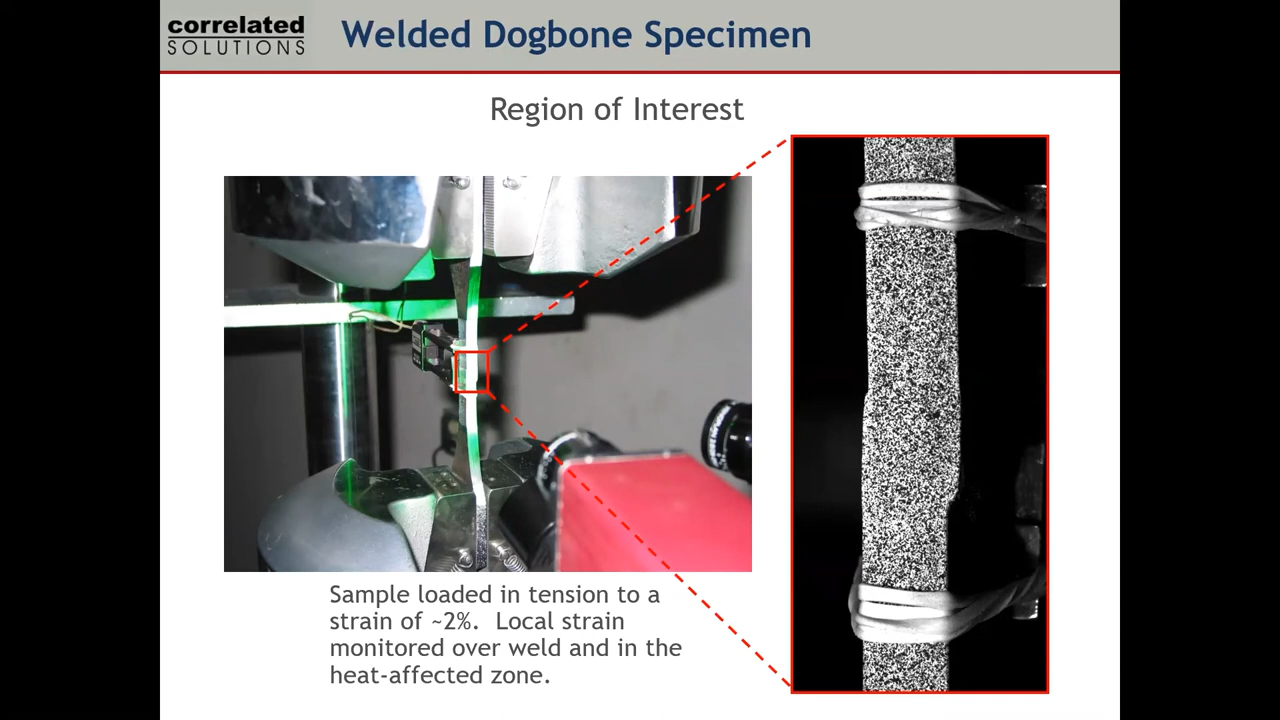 correlated
SOLUTIONS
Welded Dogbone Specimen
Region of Interest
Sample loaded in tension to a
strain of ~2%.  Local strain
monitored over weld and in the
heat-affected zone.